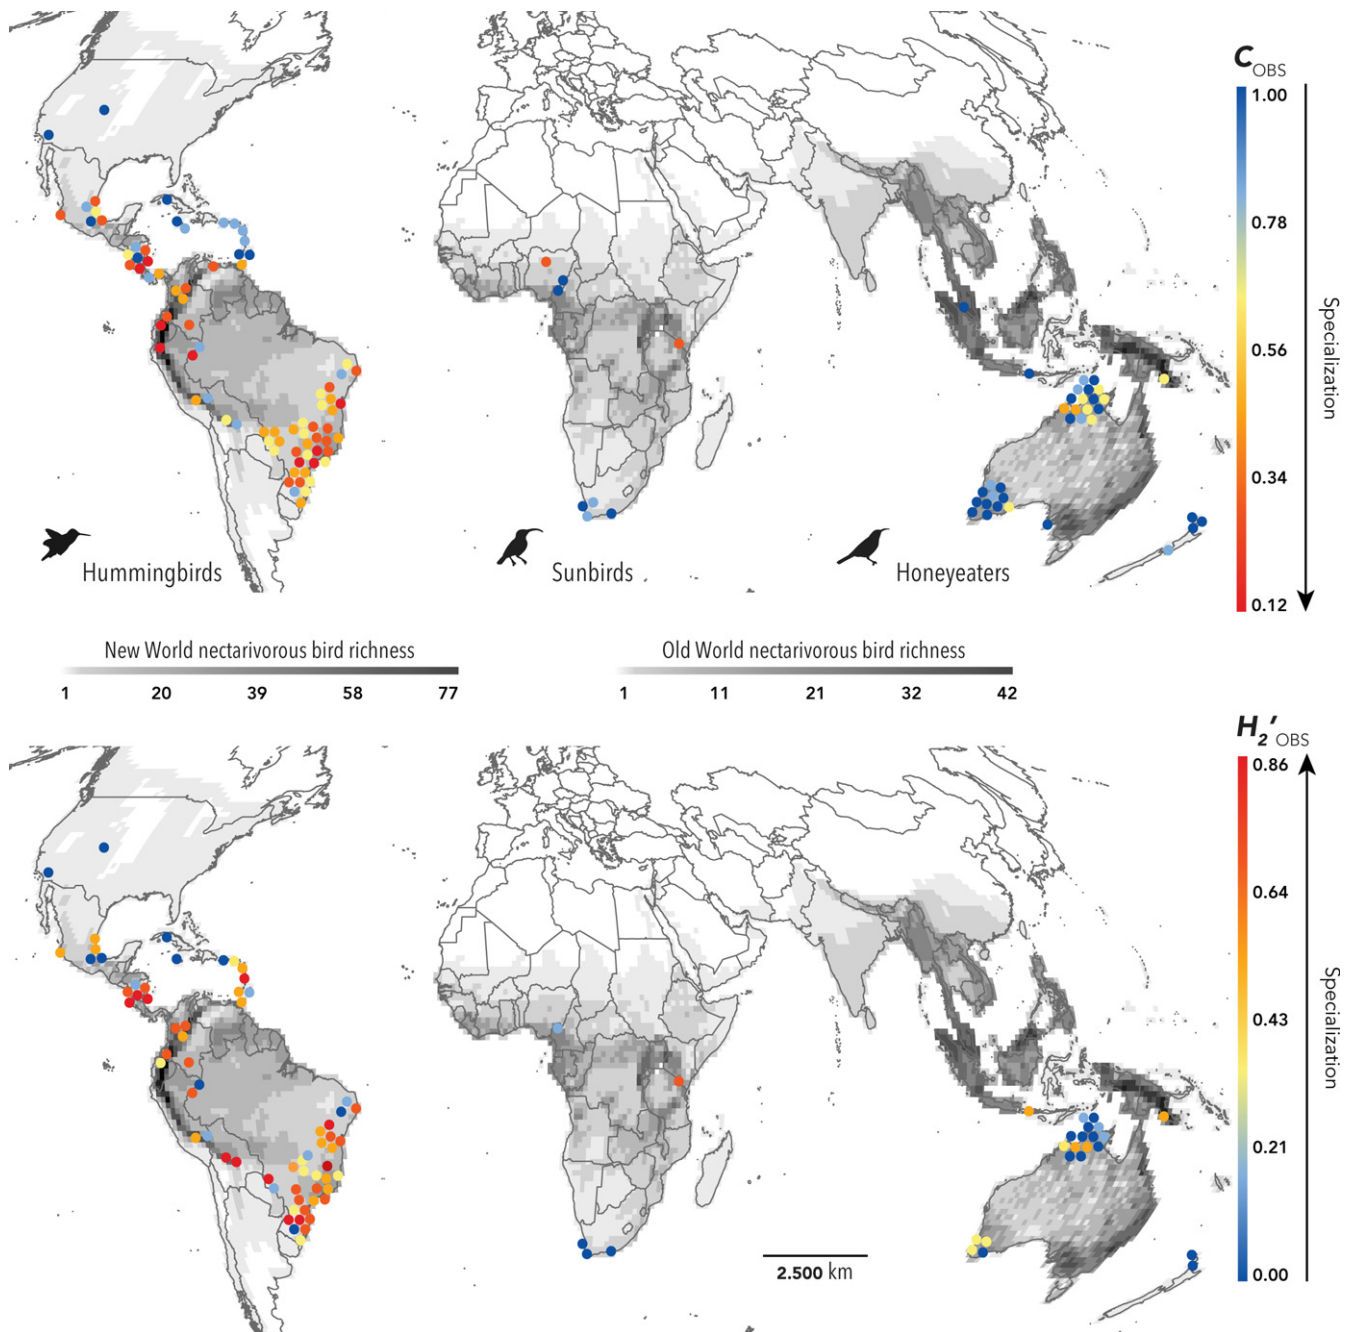 C OBS
1.00
0.78
0.56
0.34
0.12
Specialization
Hummingbirds
Sunbirds
Honeyeaters
New World nectarivorous bird richness
1 20 39 58 77
Old World nectarivorous bird richness
1 11 21 32 42
H2′ OBS
0.86
0.64
0.43
0.21
0.00
Specialization
2.500 km